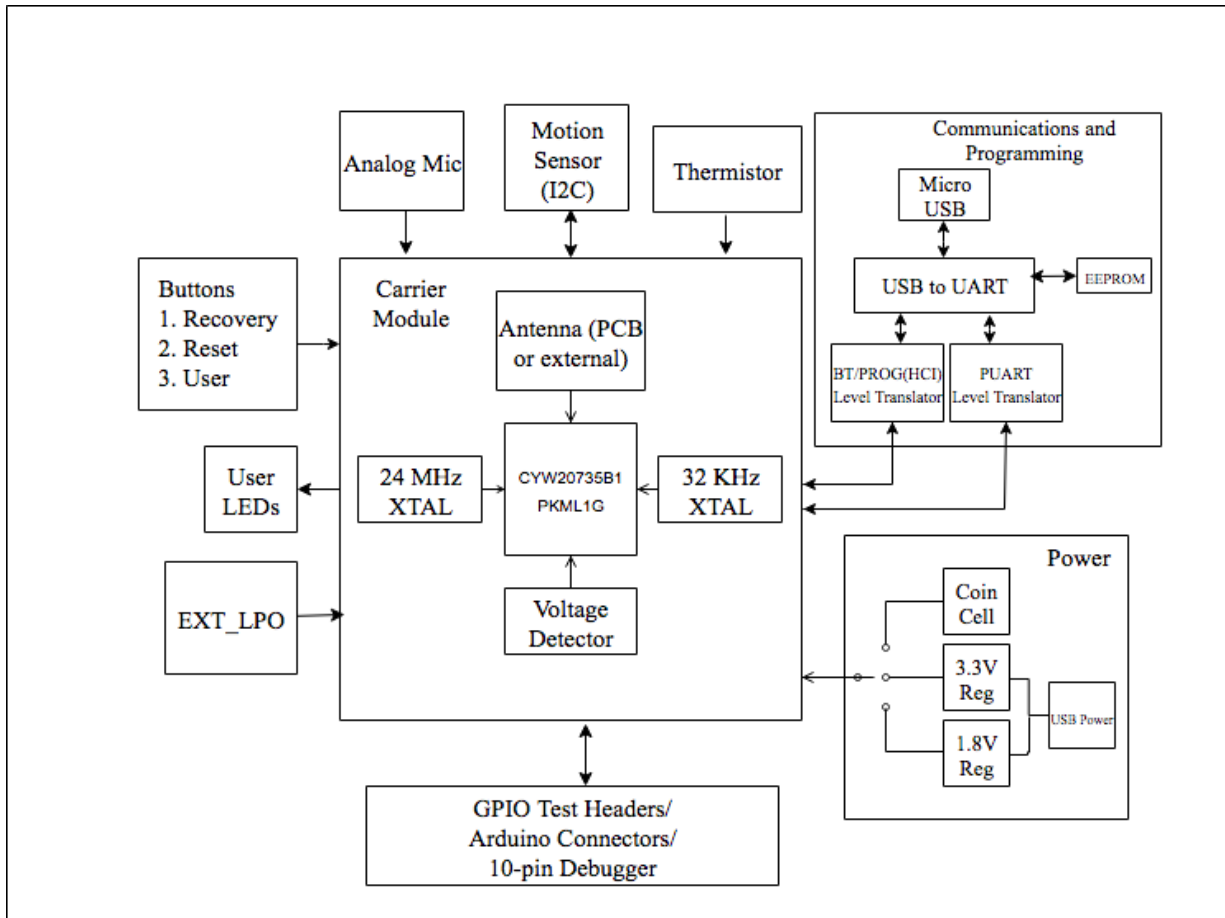 Analog Mic
Motion
Sensor
(I2C)
Thermistor
Communications and
Programming
Micro
USB
USB to UART
EEPROM
BT/PROG(HCI)
Level Translator
PUART
Level Translator
Buttons
1. Recovery
2. Reset
3. User
Carrier
Module
Antenna (PCB
or external)
User
LEDs
24 MHz
XTAL
CYW20735B1
PKML1G
32 KHz
XTAL
EXT_LPO
Voltage
Detector
Power
Coin
Cell
3.3V
Reg
USB Power
1.8V
Reg
GPIO Test Headers/
Arduino Connectors/
10-pin Debugger